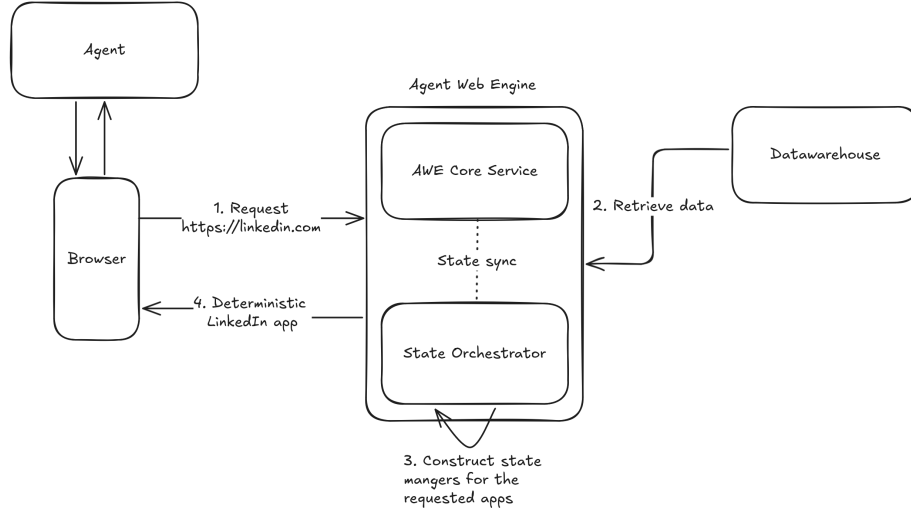 Agent
Agent Web Engine
AWE Core Service
Datawarehouse
1. Request
https://linkedin.com
2. Retrieve data
Browser
State sync
4. Deterministic
LinkedIn app
State Orchestrator
3. Construct state
mangers for the
requested apps